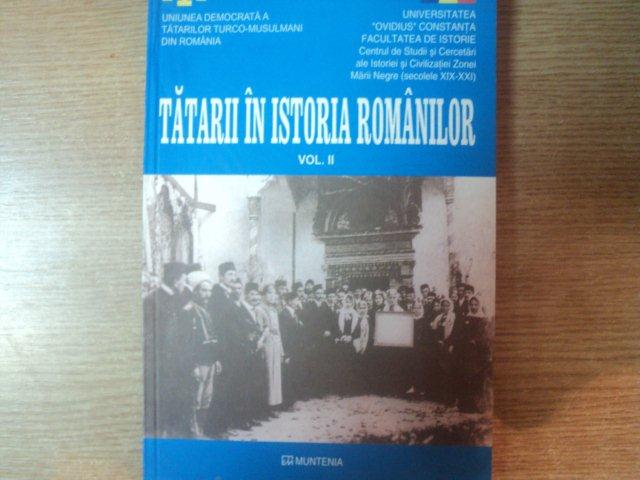 UNIUNEA DEMOCRATĂ A
TĂTARILOR TURCO-MUSULMANI
DIN ROMÂNIA
UNIVERSITATEA
"OVIDIUS" CONSTANȚA
FACULTATEA DE ISTORIE
Centrul de Studii și Cercetări
ale Istoriei și Civilizației Zonei
Mării Negre (secolele XIX-XXI)
TĂTARII ÎN ISTORIA ROMÂNILOR
VOL. II
MUNTENIA